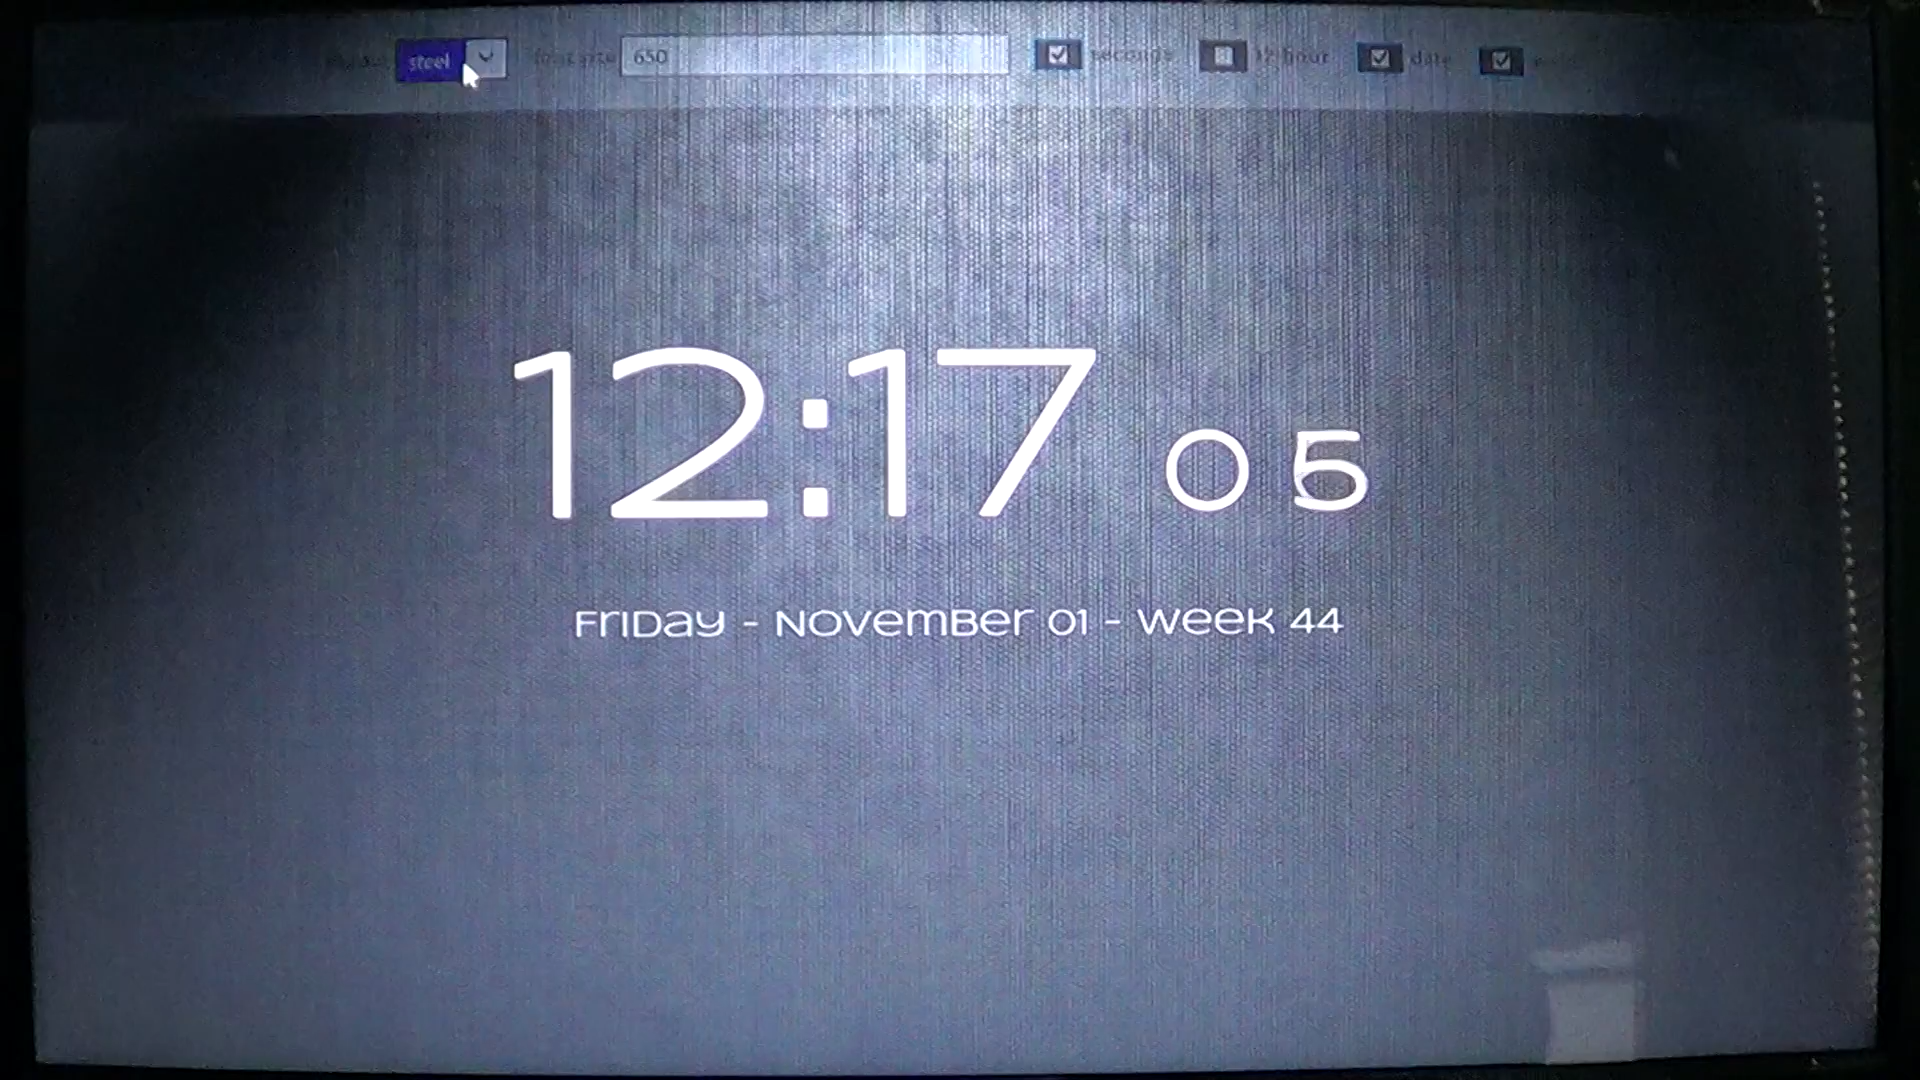 steel 650 seconds 12 hour date
12:17 05
Friday - November 01 - Week 44